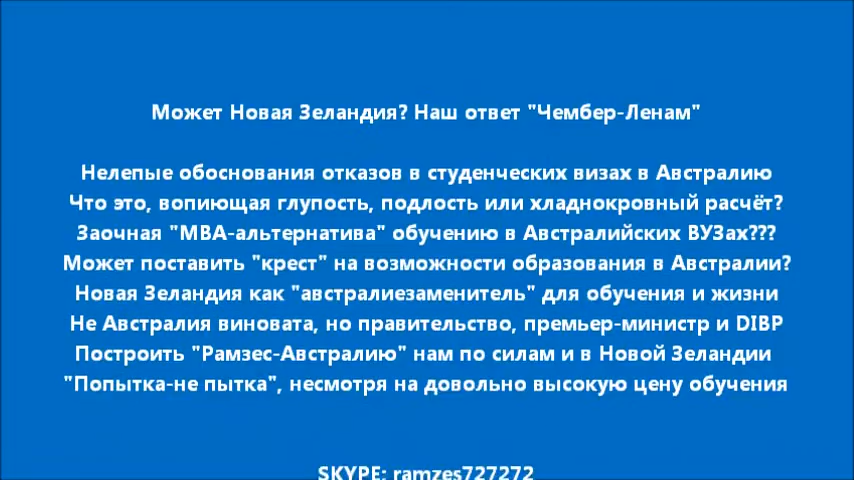 Может Новая Зеландия? Наш ответ "Чембер-Ленам"
Нелепые обоснования отказов в студенческих визах в Австралию
Что это, вопиющая глупость, подлость или хладнокровный расчёт?
Заочная "МВА-альтернатива" обучению в Австралийских ВУЗах???
Может поставить "крест" на возможности образования в Австралии?
Новая Зеландия как "австралиезаменитель" для обучения и жизни
Не Австралия виновата, но правительство, премьер-министр и DIBP
Построить "Рамзес-Австралию" нам по силам и в Новой Зеландии
"Попытка-не пытка", несмотря на довольно высокую цену обучения
SKYPE: ramzes727272